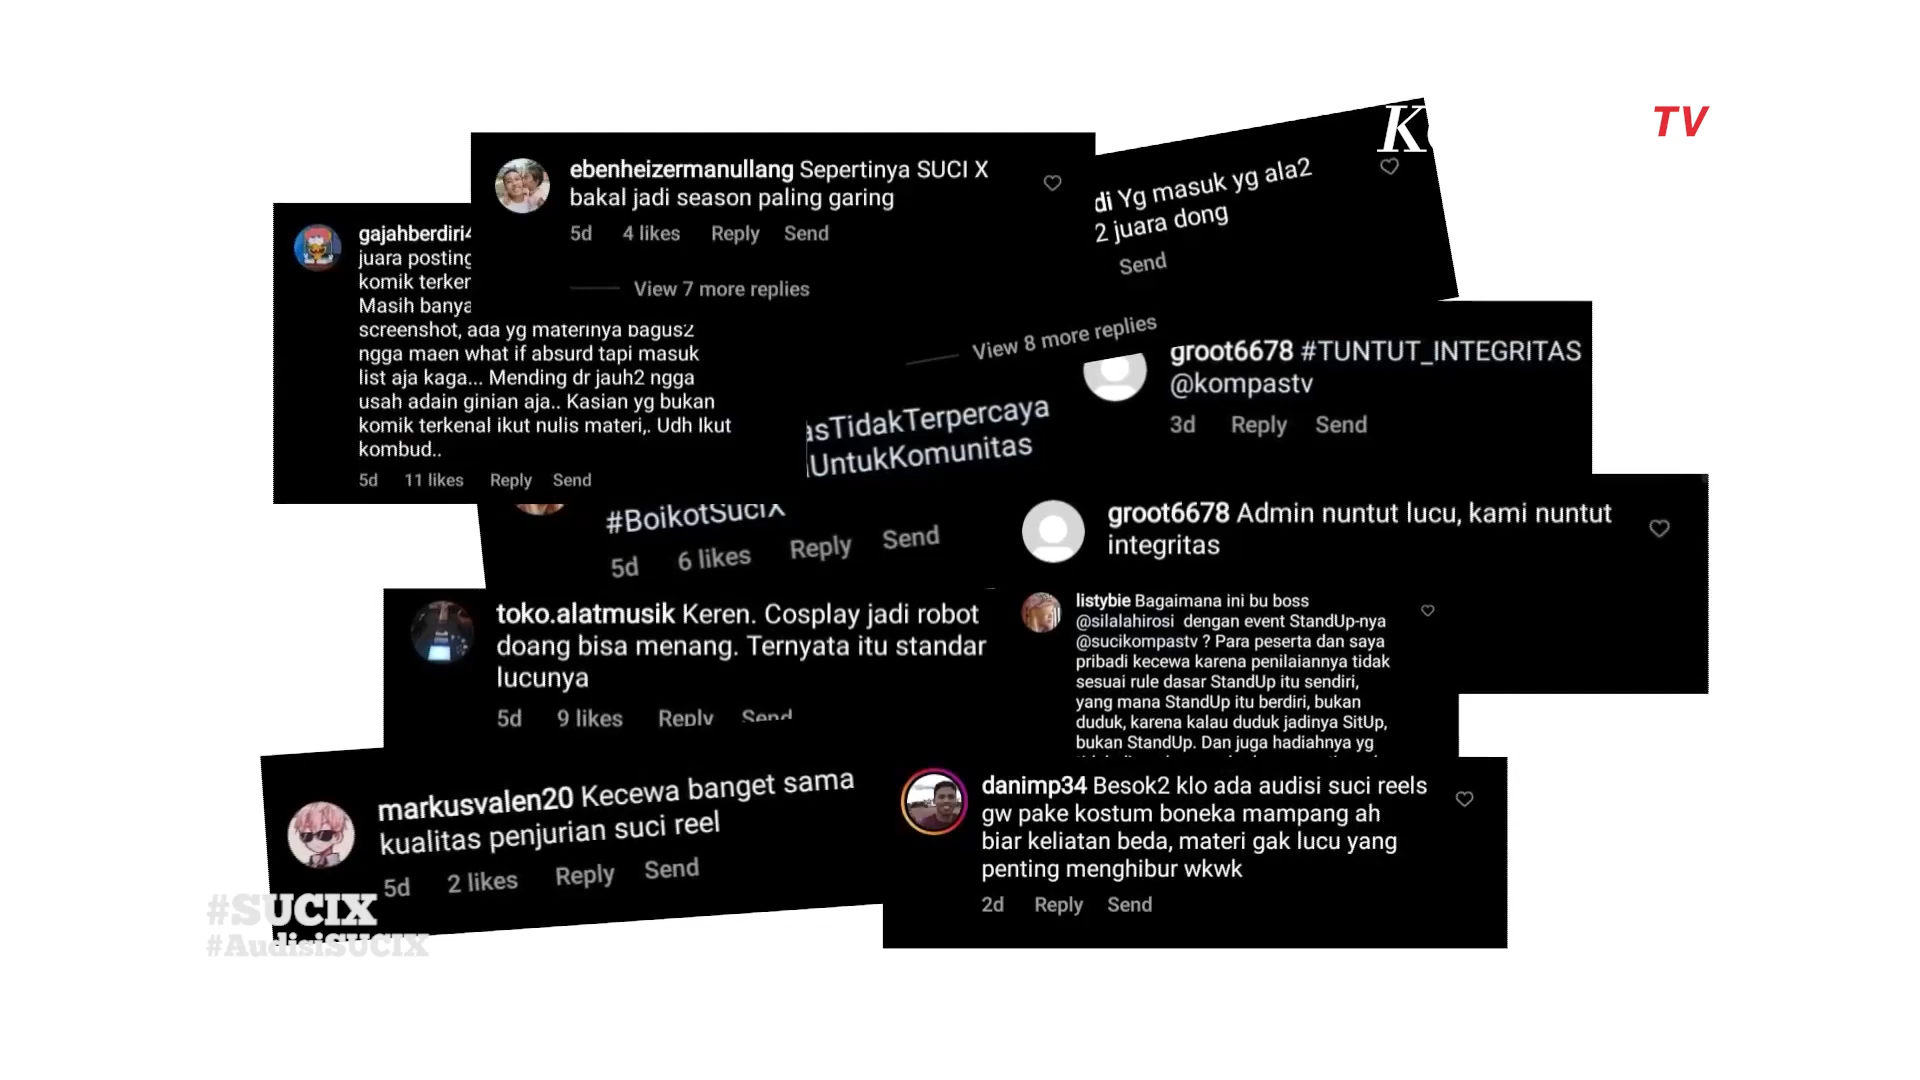 TV
ebenheizermanullang Sepertinya SUCI X
bakal jadi season paling garing
5d 4 likes Reply Send
View 7 more replies
di Yg masuk yg ala2
2 juara dong
Send
View 8 more replies
gajahberdiri4
juara posting
komik terker
Masih banya
screenshot, ada yg materinya bagus2
ngga maen what if absurd tapi masuk
list aja kaga... Mending dr jauh2 ngga
usah adain ginian aja.. Kasian yg bukan
komik terkenal ikut nulis materi,. Udh Ikut
kombud..
5d 11 likes Reply Send
groot6678 #TUNTUT_INTEGRITAS
@kompastv
3d Reply Send
asTidakTerpercaya
UntukKomunitas
#BoikotSuciX
5d 6 likes Reply Send
groot6678 Admin nuntut lucu, kami nuntut
integritas
toko.alatmusik Keren. Cosplay jadi robot
doang bisa menang. Ternyata itu standar
lucunya
5d 9 likes Reply Send
listybie Bagaimana ini bu boss
@silalahirosi dengan event StandUp-nya
@sucikompastv ? Para peserta dan saya
pribadi kecewa karena penilaiannya tidak
sesuai rule dasar StandUp itu sendiri,
yang mana StandUp itu berdiri, bukan
duduk, karena kalau duduk jadinya SitUp,
bukan StandUp. Dan juga hadiahnya yg
markusvalen20 Kecewa banget sama
kualitas penjurian suci reel
5d 2 likes Reply Send
danimp34 Besok2 klo ada audisi suci reels
gw pake kostum boneka mampang ah
biar keliatan beda, materi gak lucu yang
penting menghibur wkwk
2d Reply Send
#SUCIX
#AudisiSUCIX